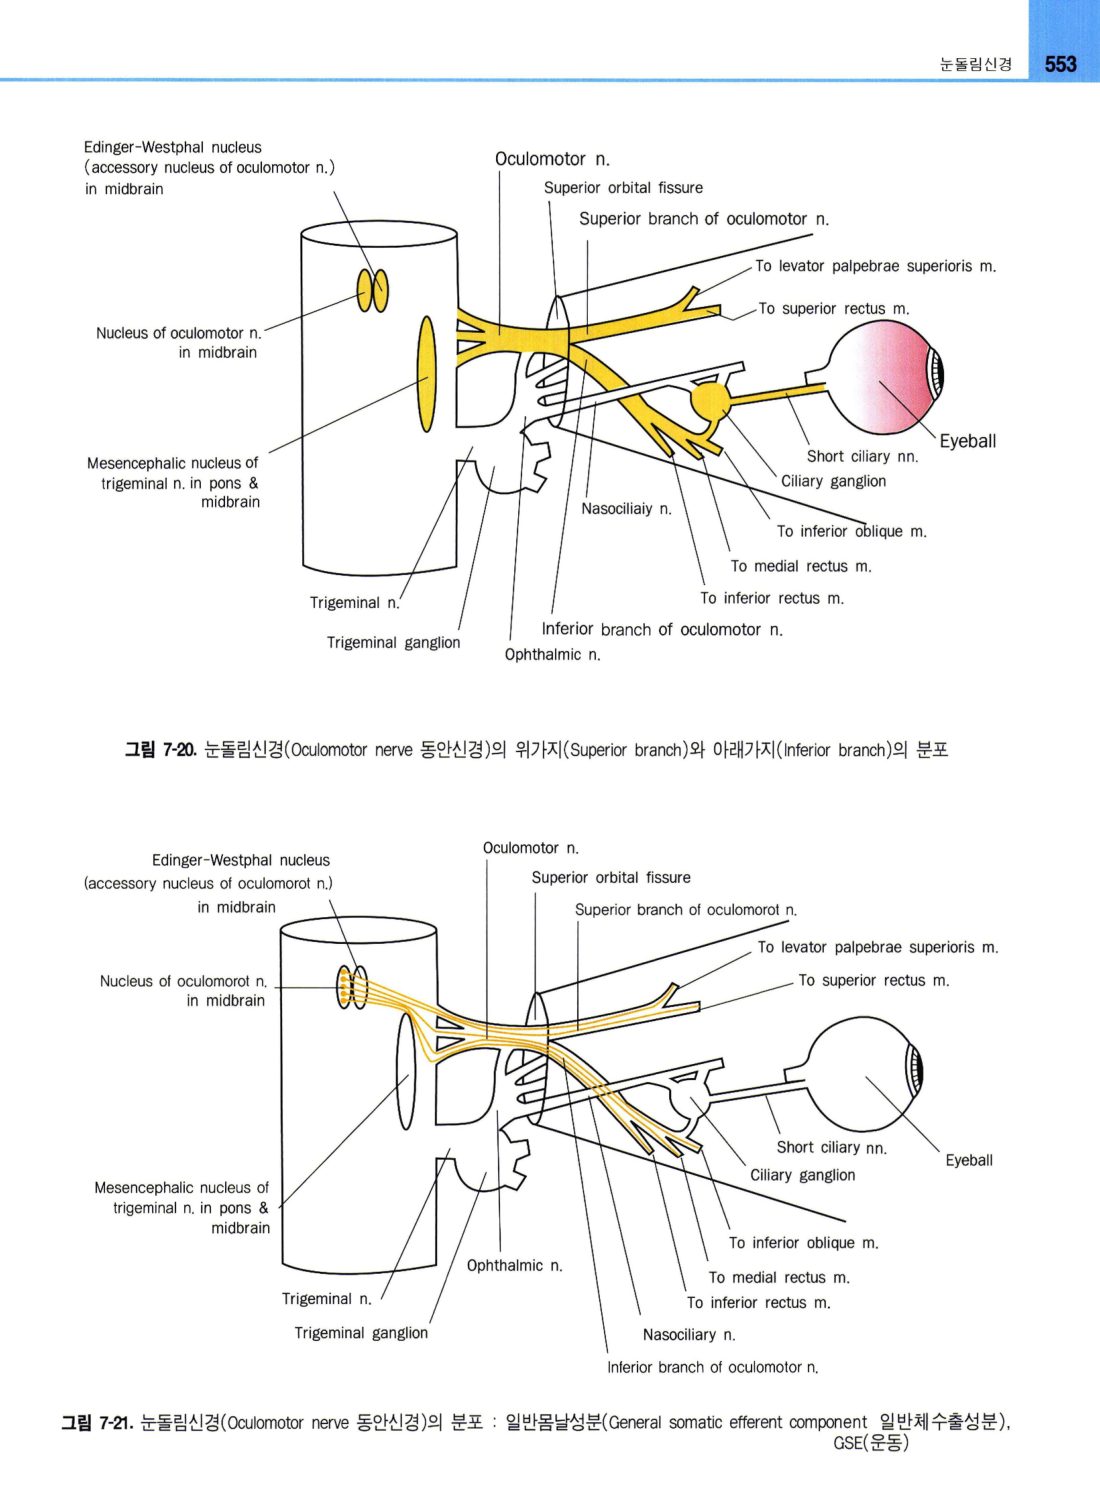 눈돌림신경
553
Edinger-Westphal nucleus
(accessory nucleus of oculomotor n.)
in midbrain
Oculomotor n.
Superior orbital fissure
Superior branch of oculomotor n.
To levator palpebrae superioris m.
To superior rectus m.
Nucleus of oculomotor n.
in midbrain
Eyeball
Mesencephalic nucleus of
trigeminal n. in pons &
midbrain
Short ciliary nn.
Ciliary ganglion
Nasociliaiy n.
To inferior oblique m.
To medial rectus m.
To inferior rectus m.
Trigeminal n.
Inferior branch of oculomotor n.
Trigeminal ganglion
Ophthalmic n.
그림 7-20. 눈돌림신경(Oculomotor nerve 동안신경)의 위가지(Superior branch)와 아래가지(Inferior branch)의 분포
Oculomotor n.
Edinger-Westphal nucleus
(accessory nucleus of oculomorot n.)
in midbrain
Superior orbital fissure
Superior branch of oculomorot n.
To levator palpebrae superioris m.
Nucleus of oculomorot n.
in midbrain
To superior rectus m.
Short ciliary nn.
Eyeball
Ciliary ganglion
Mesencephalic nucleus of
trigeminal n. in pons &
midbrain
To inferior oblique m.
Ophthalmic n.
To medial rectus m.
Trigeminal n.
To inferior rectus m.
Trigeminal ganglion
Nasociliary n.
Inferior branch of oculomotor n.
그림 7-21. 눈돌림신경(Oculomotor nerve 동안신경)의 분포 : 일반몸날성분(General somatic efferent component 일반체수출성분),
GSE(운동)